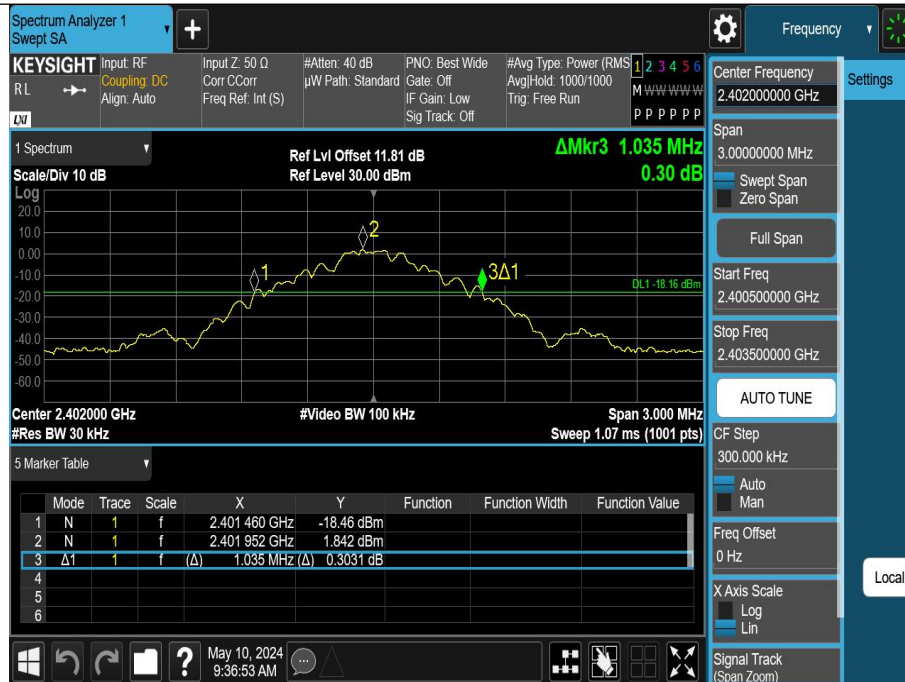 Spectrum Analyzer 1
Swept SA
+
Frequency
KEYSIGHT
RL
LXI
Input: RF
Coupling: DC
Align: Auto
Input Z: 50 Ω
Corr CCorr
Freq Ref: Int (S)
#Atten: 40 dB
µW Path: Standard
PNO: Best Wide
Gate: Off
IF Gain: Low
Sig Track: Off
#Avg Type: Power (RMS
Avg|Hold: 1000/1000
Trig: Free Run
1 2 3 4 5 6
M W W W W W
P P P P P P
1 Spectrum
Scale/Div 10 dB
Ref Lvl Offset 11.81 dB
Ref Level 30.00 dBm
ΔMkr3 1.035 MHz
0.30 dB
Log
20.0
10.0
0.00
-10.0
-20.0
-30.0
-40.0
-50.0
-60.0
1
2
3Δ1
DL1 -18.16 dBm
Center 2.402000 GHz
#Video BW 100 kHz
Span 3.000 MHz
#Res BW 30 kHz
Sweep 1.07 ms (1001 pts)
5 Marker Table
Mode Trace Scale X Y Function Function Width Function Value
1 N 1 f 2.401 460 GHz -18.46 dBm
2 N 1 f 2.401 952 GHz 1.842 dBm
3 Δ1 1 f (Δ) 1.035 MHz (Δ) 0.3031 dB
4
5
6
?
May 10, 2024
9:36:53 AM
Center Frequency
2.402000000 GHz
Settings
Span
3.00000000 MHz
Swept Span
Zero Span
Full Span
Start Freq
2.400500000 GHz
Stop Freq
2.403500000 GHz
AUTO TUNE
CF Step
300.000 kHz
Auto
Man
Freq Offset
0 Hz
Local
X Axis Scale
Log
Lin
Signal Track
(Span Zoom)